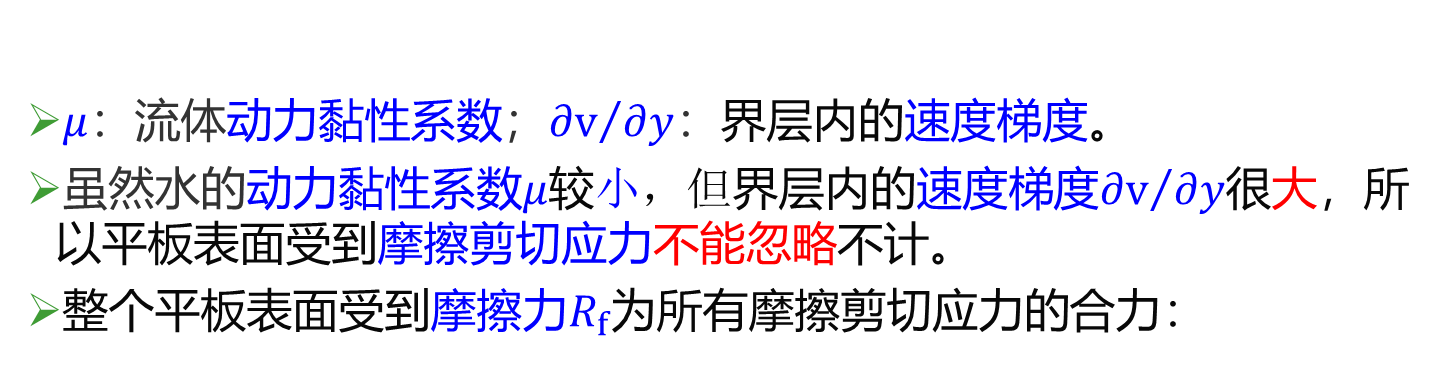 ➢μ：流体动力黏性系数；∂v/∂y：界层内的速度梯度。
➢虽然水的动力黏性系数μ较小，但界层内的速度梯度∂v/∂y很大，所
以平板表面受到摩擦剪切应力不能忽略不计。
➢整个平板表面受到摩擦力R_f为所有摩擦剪切应力的合力：